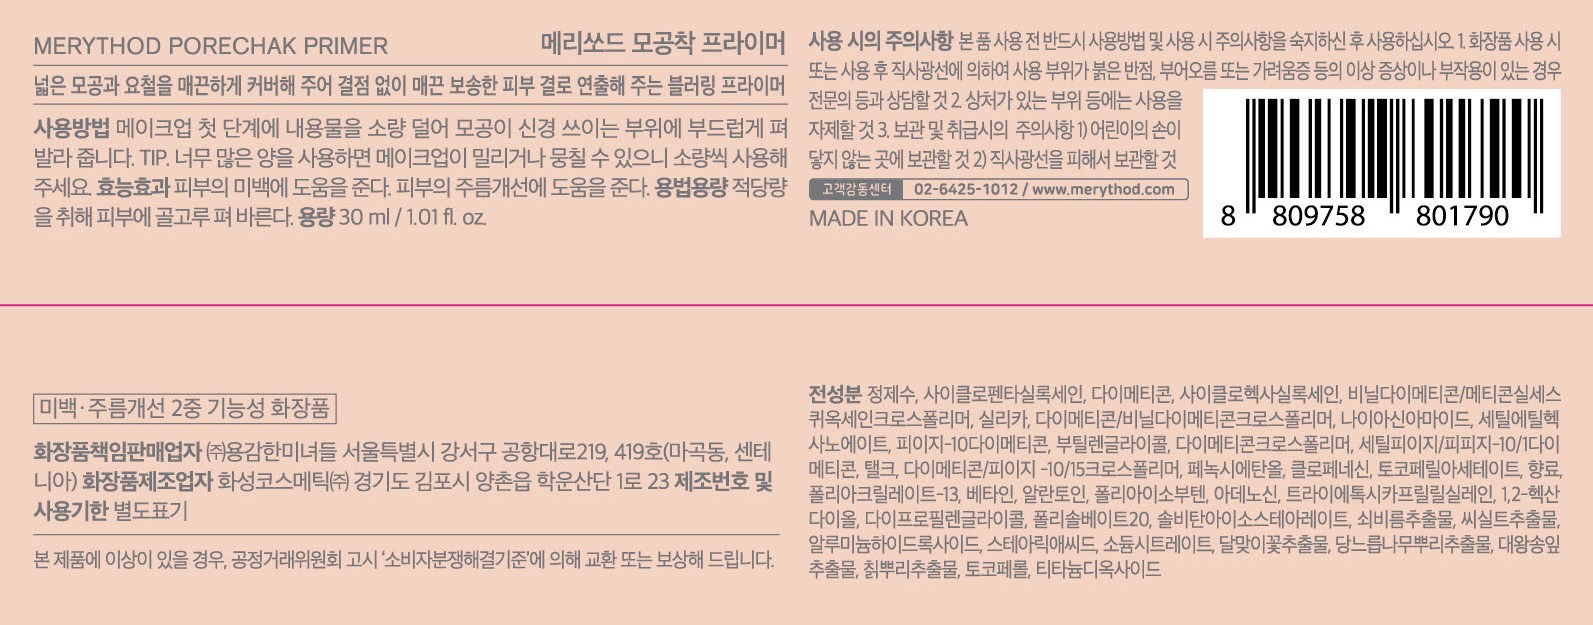 MERYTHOD PORECHAK PRIMER 메리쏘드 모공착 프라이머
넓은 모공과 요철을 매끈하게 커버해 주어 결점 없이 매끈 보송한 피부 결로 연출해 주는 블러링 프라이머
사용방법 메이크업 첫 단계에 내용물을 소량 덜어 모공이 신경 쓰이는 부위에 부드럽게 펴
발라 줍니다. TIP. 너무 많은 양을 사용하면 메이크업이 밀리거나 뭉칠 수 있으니 소량씩 사용해
주세요. 효능효과 피부의 미백에 도움을 준다. 피부의 주름개선에 도움을 준다. 용법용량 적당량
을 취해 피부에 골고루 펴 바른다. 용량 30 ml / 1.01 fl. oz.
사용 시의 주의사항 본 품 사용 전 반드시 사용방법 및 사용 시 주의사항을 숙지하신 후 사용하십시오. 1. 화장품 사용 시
또는 사용 후 직사광선에 의하여 사용 부위가 붉은 반점, 부어오름 또는 가려움증 등의 이상 증상이나 부작용이 있는 경우
전문의 등과 상담할 것 2. 상처가 있는 부위 등에는 사용을
자제할 것 3. 보관 및 취급시의 주의사항 1) 어린이의 손이
닿지 않는 곳에 보관할 것 2) 직사광선을 피해서 보관할 것
고객감동센터 02-6425-1012 / www.merythod.com
MADE IN KOREA
8 809758 801790
미백·주름개선 2중 기능성 화장품
화장품책임판매업자 ㈜용감한미녀들 서울특별시 강서구 공항대로219, 419호(마곡동, 센테
니아) 화장품제조업자 화성코스메틱㈜ 경기도 김포시 양촌읍 학운산단 1로 23 제조번호 및
사용기한 별도표기
본 제품에 이상이 있을 경우, 공정거래위원회 고시 ‘소비자분쟁해결기준’에 의해 교환 또는 보상해 드립니다.
전성분 정제수, 사이클로펜타실록세인, 다이메티콘, 사이클로헥사실록세인, 비닐다이메티콘/메티콘실세스
퀴옥세인크로스폴리머, 실리카, 다이메티콘/비닐다이메티콘크로스폴리머, 나이아신아마이드, 세틸에틸헥
사노에이트, 피이지-10다이메티콘, 부틸렌글라이콜, 다이메티콘크로스폴리머, 세틸피이지/피피지-10/1다이
메티콘, 탤크, 다이메티콘/피이지 -10/15크로스폴리머, 페녹시에탄올, 클로페네신, 토코페릴아세테이트, 향료,
폴리아크릴레이트-13, 베타인, 알란토인, 폴리아이소부텐, 아데노신, 트라이에톡시카프릴릴실레인, 1,2-헥산
다이올, 다이프로필렌글라이콜, 폴리솔베이트20, 솔비탄아이소스테아레이트, 쇠비름추출물, 씨실트추출물,
알루미늄하이드록사이드, 스테아릭애씨드, 소듐시트레이트, 달맞이꽃추출물, 당느릅나무뿌리추출물, 대왕송잎
추출물, 칡뿌리추출물, 토코페롤, 티타늄디옥사이드